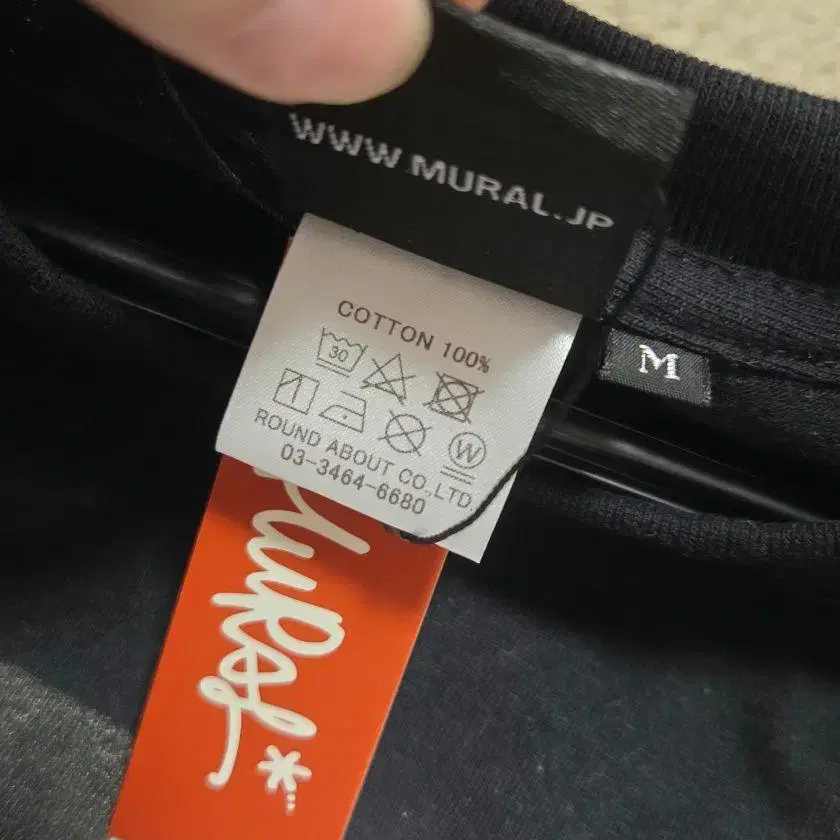 WWW.MURAL.JP
COTTON 100%
30
W
ROUND ABOUT CO.,LTD.
03-3464-6680
M